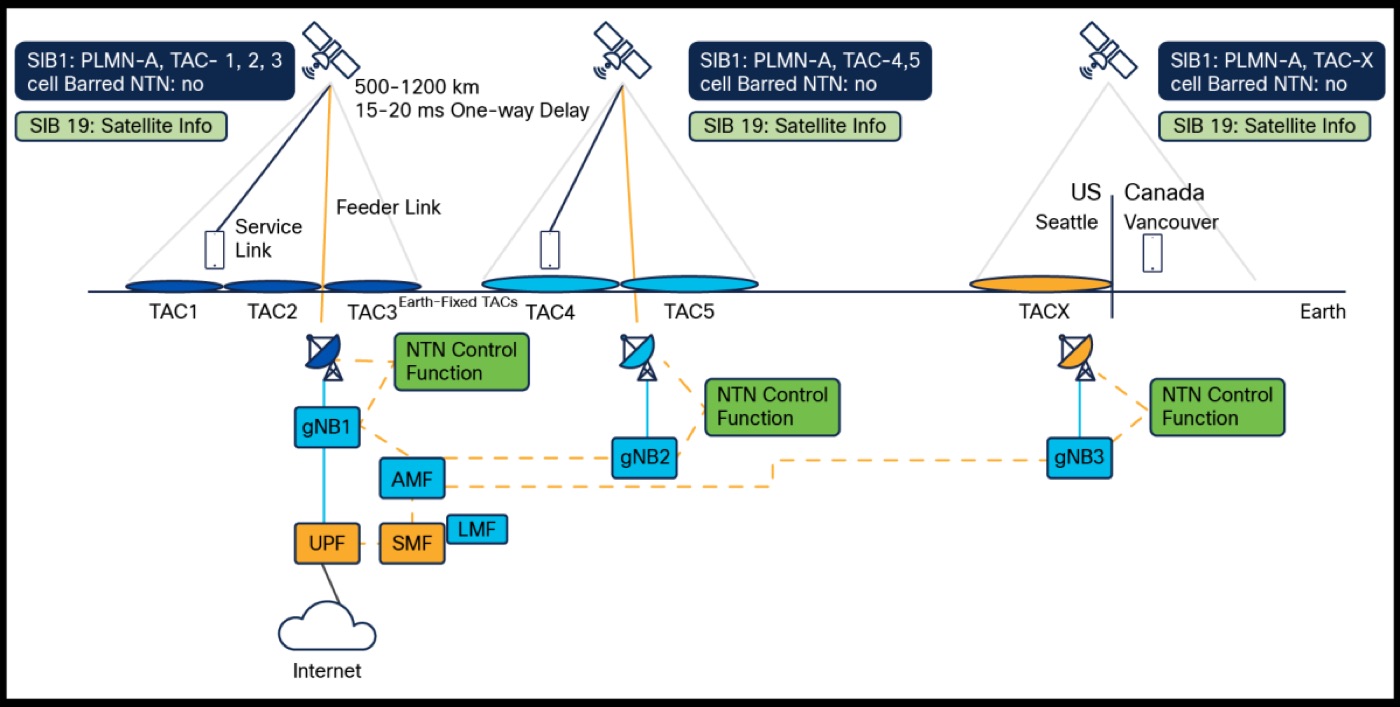 SIB1: PLMN-A, TAC- 1, 2, 3
cell Barred NTN: no
SIB 19: Satellite Info
500-1200 km
15-20 ms One-way Delay
SIB1: PLMN-A, TAC-4,5
cell Barred NTN: no
SIB 19: Satellite Info
SIB1: PLMN-A, TAC-X
cell Barred NTN: no
SIB 19: Satellite Info
Service
Link
Feeder Link
US
Canada
Seattle
Vancouver
TAC1
TAC2
TAC3
Earth-Fixed TACs
TAC4
TAC5
TACX
Earth
NTN Control
Function
NTN Control
Function
NTN Control
Function
gNB1
gNB2
gNB3
AMF
UPF
SMF
LMF
Internet